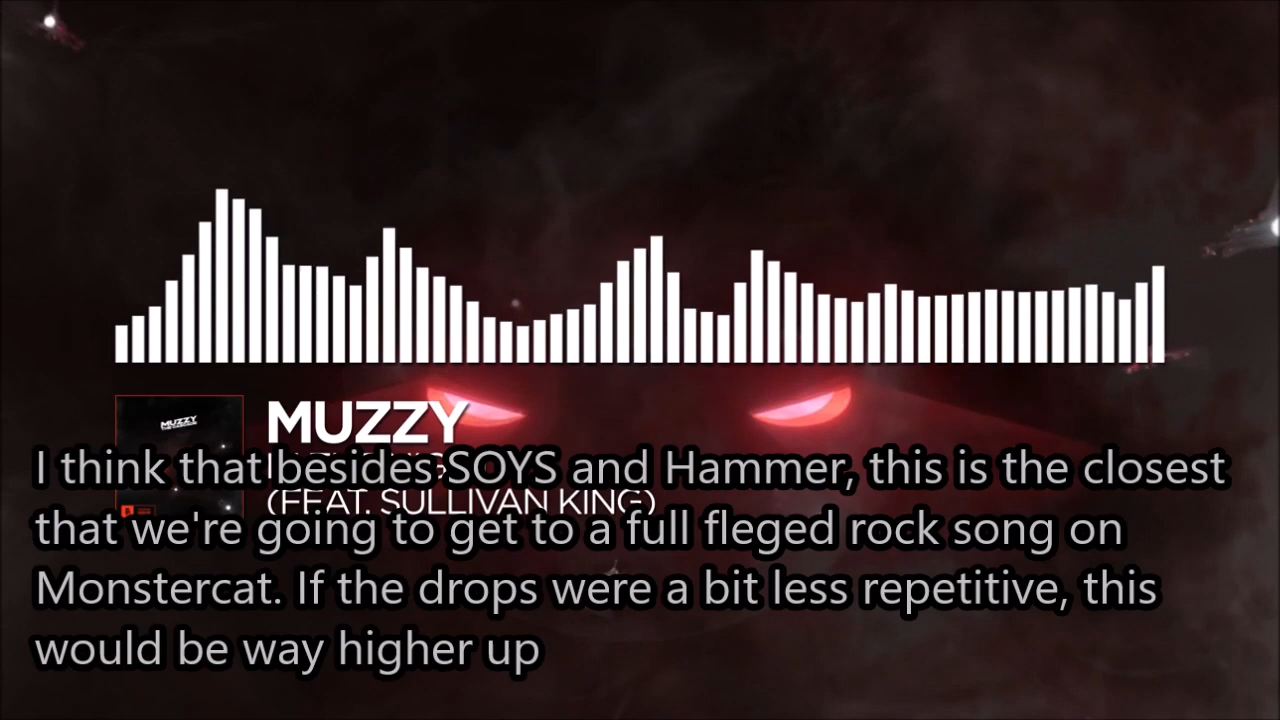 MUZZY
(FEAT. SULLIVAN KING)
MUZZY
I think that besides SOYS and Hammer, this is the closest
that we're going to get to a full fleged rock song on
Monstercat. If the drops were a bit less repetitive, this
would be way higher up